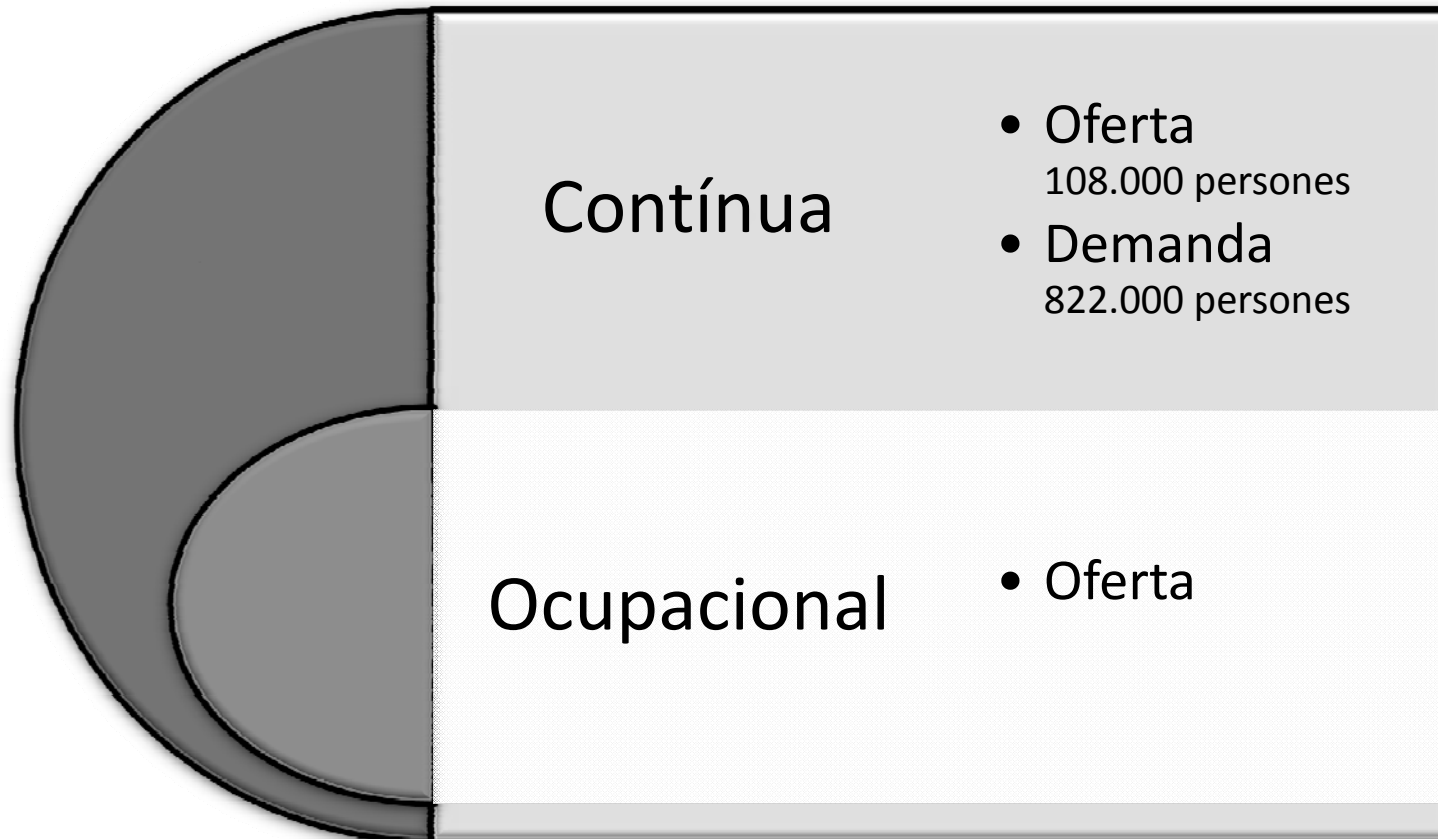 Contínua
• Oferta
108.000 persones
• Demanda
822.000 persones
Ocupacional
• Oferta